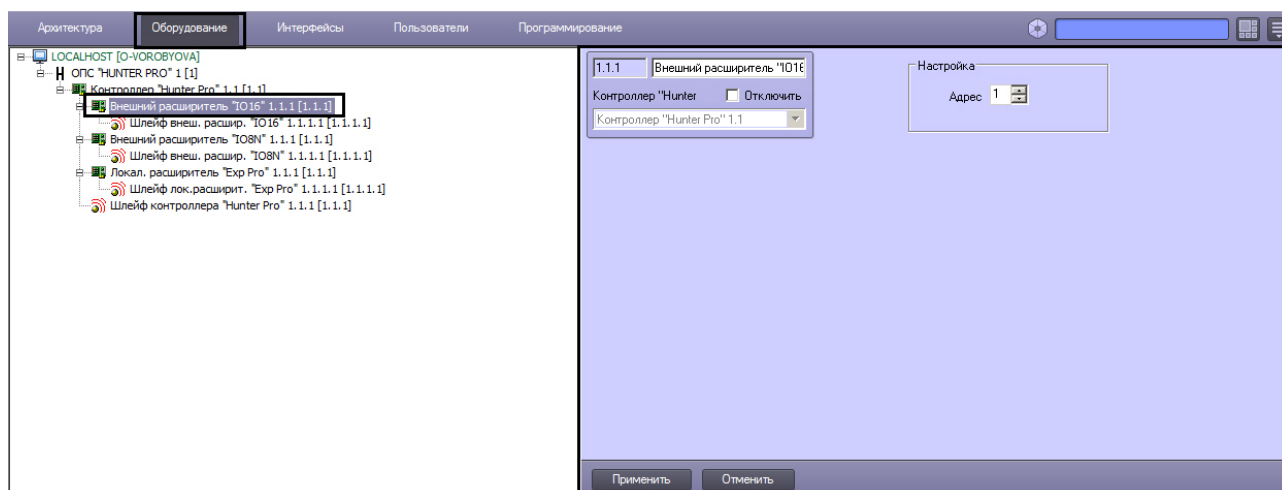 Архитектура Оборудование Интерфейсы Пользователи Программирование
LOCALHOST [O-VOROBYOVA]
ОПС "HUNTER PRO" 1 [1]
Контроллер "Hunter Pro" 1.1 [1.1]
Внешний расширитель "IO16" 1.1.1 [1.1.1]
Шлейф внеш. расшир. "IO16" 1.1.1.1 [1.1.1.1]
Внешний расширитель "IO8N" 1.1.1 [1.1.1]
Шлейф внеш. расшир. "IO8N" 1.1.1.1 [1.1.1.1]
Локал. расширитель "Exp Pro" 1.1.1 [1.1.1]
Шлейф лок.расширит. "Exp Pro" 1.1.1.1 [1.1.1.1]
Шлейф контроллера "Hunter Pro" 1.1.1 [1.1.1]
1.1.1 Внешний расширитель "IO16
Контроллер "Hunter Отключить
Контроллер "Hunter Pro" 1.1
Настройка
Адрес 1
Применить Отменить